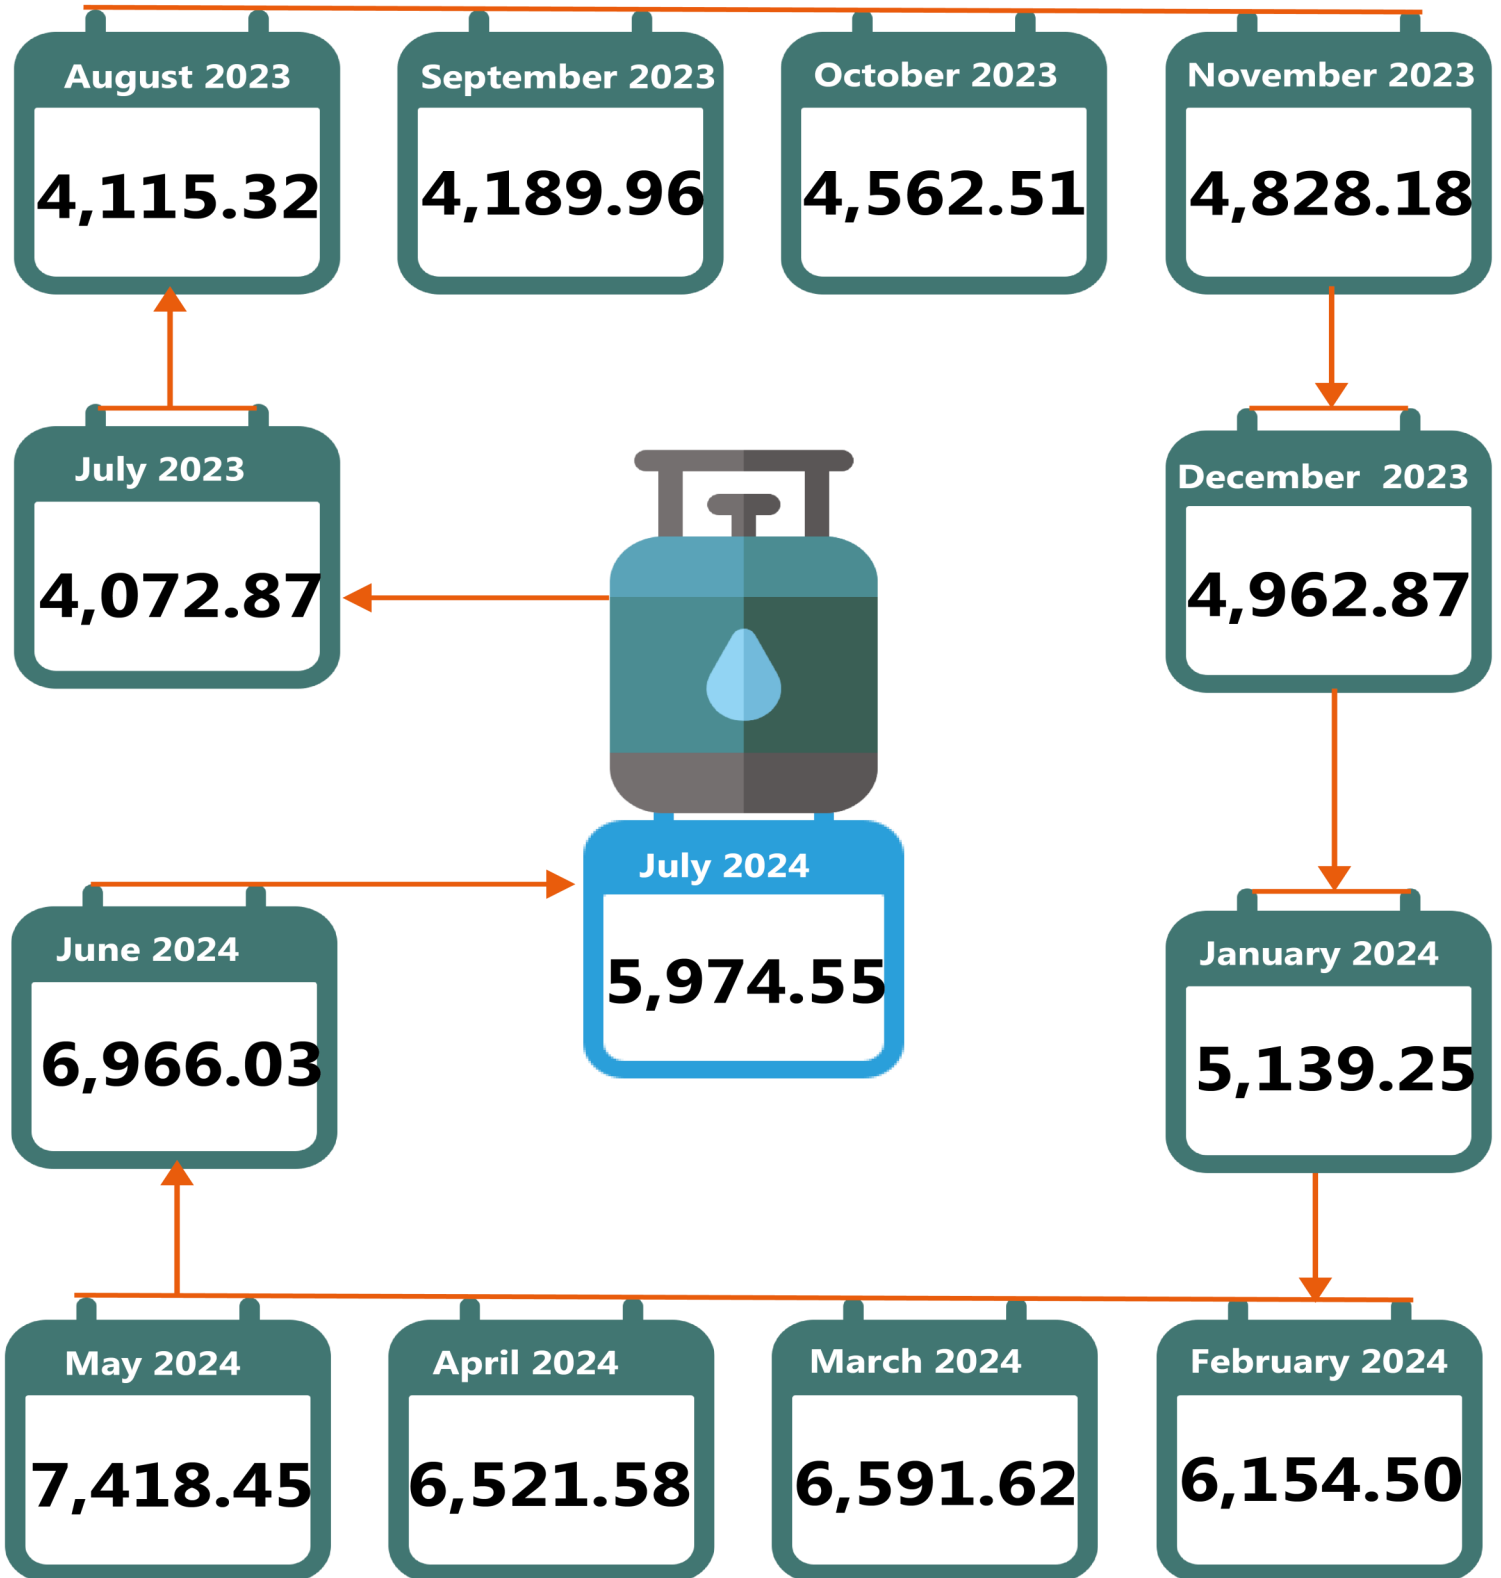 August 2023
4,115.32
September 2023
4,189.96
October 2023
4,562.51
November 2023
4,828.18
July 2023
4,072.87
December  2023
4,962.87
July 2024
5,974.55
June 2024
6,966.03
January 2024
5,139.25
May 2024
7,418.45
April 2024
6,521.58
March 2024
6,591.62
February 2024
6,154.50